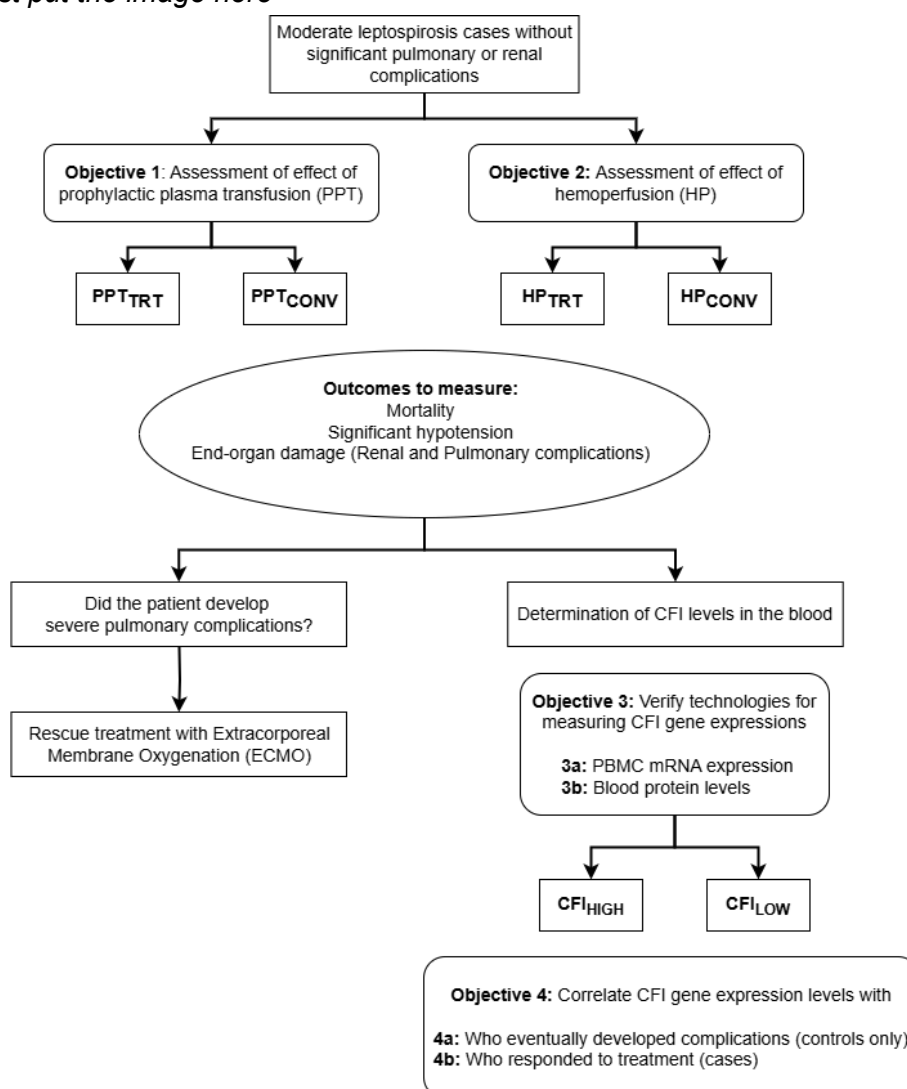 put the image here
Moderate leptospirosis cases without
significant pulmonary or renal
complications
Objective 1: Assessment of effect of
prophylactic plasma transfusion (PPT)
Objective 2: Assessment of effect of
hemoperfusion (HP)
PPTTRT
PPTCONV
HPTRT
HPCONV
Outcomes to measure:
Mortality
Significant hypotension
End-organ damage (Renal and Pulmonary complications)
Did the patient develop
severe pulmonary complications?
Determination of CFI levels in the blood
Rescue treatment with Extracorporeal
Membrane Oxygenation (ECMO)
Objective 3: Verify technologies for
measuring CFI gene expressions
3a: PBMC mRNA expression
3b: Blood protein levels
CFIHIGH
CFILOW
Objective 4: Correlate CFI gene expression levels with
4a: Who eventually developed complications (controls only)
4b: Who responded to treatment (cases)